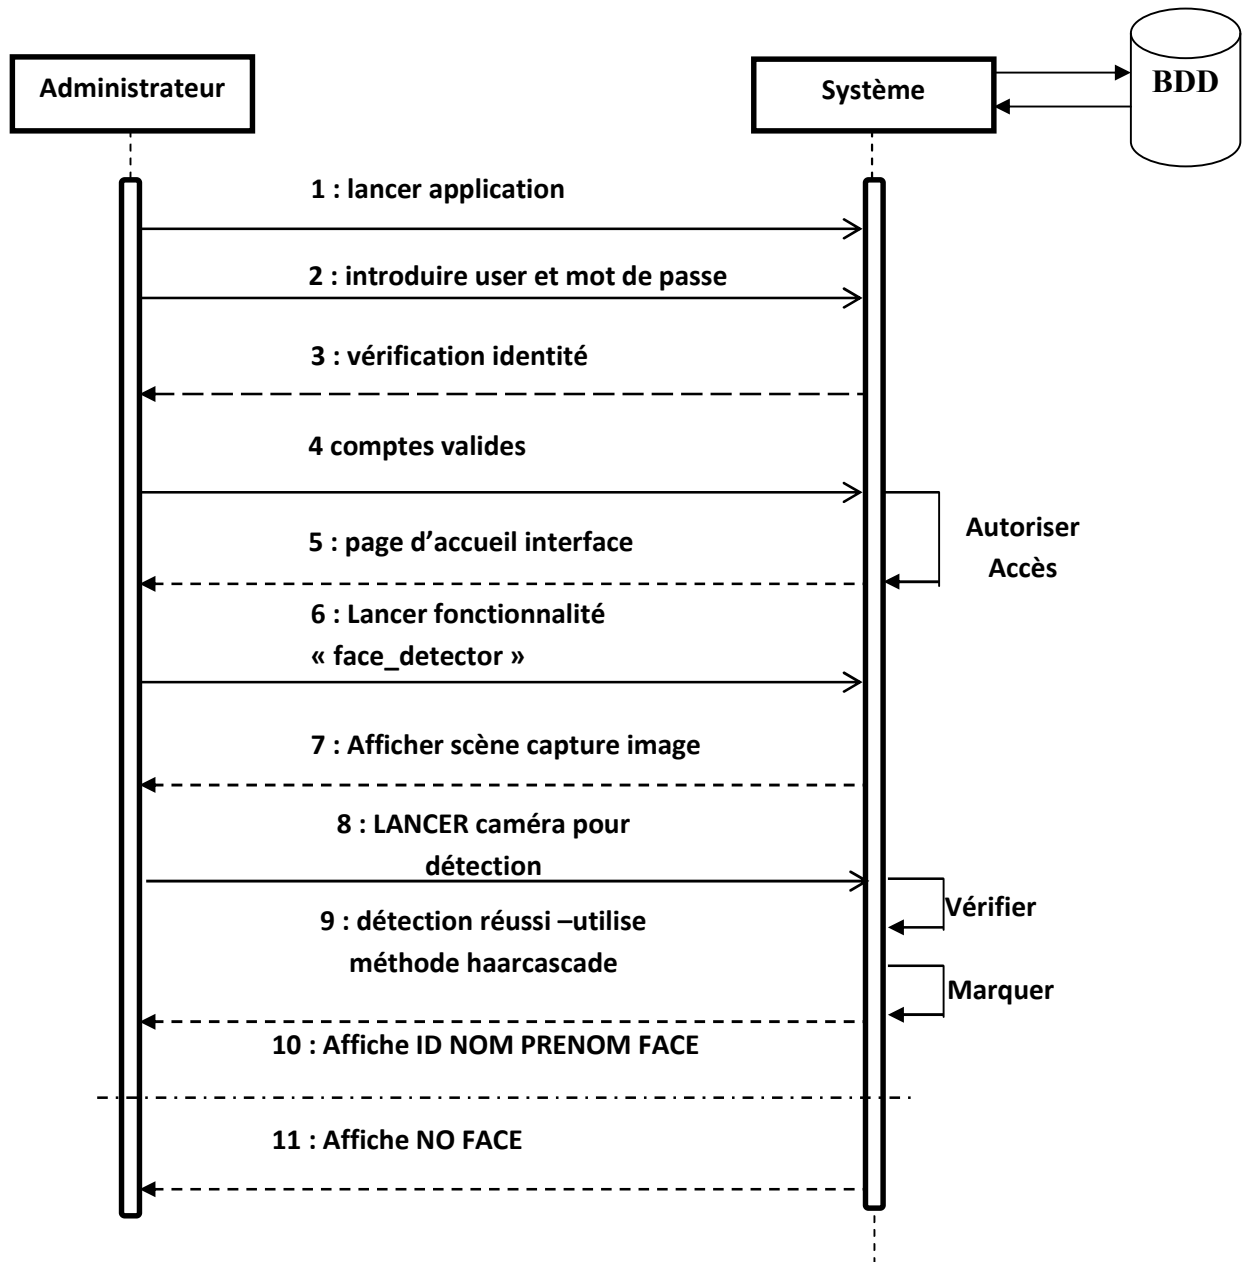 Administrateur
Système
BDD
1 : lancer application
2 : introduire user et mot de passe
3 : vérification identité
4 comptes valides
Autoriser
Accès
5 : page d’accueil interface
6 : Lancer fonctionnalité
« face_detector »
7 : Afficher scène capture image
8 : LANCER caméra pour
détection
Vérifier
9 : détection réussi –utilise
méthode haarcascade
Marquer
10 : Affiche ID NOM PRENOM FACE
11 : Affiche NO FACE